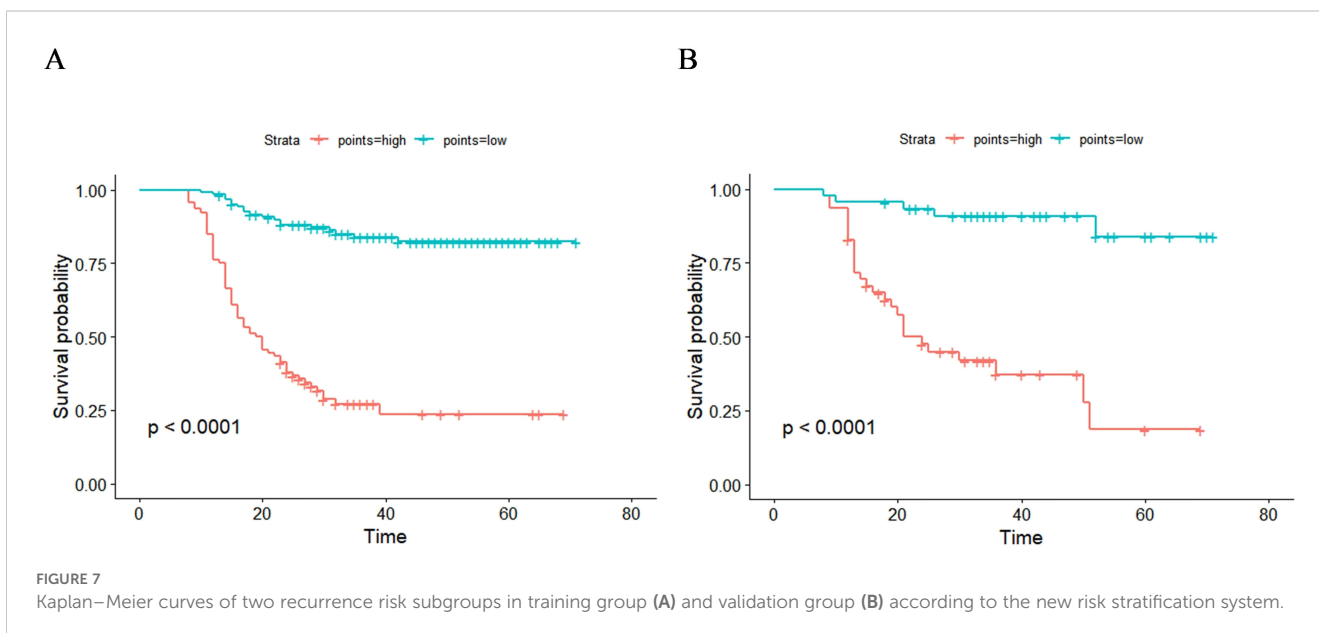 A
B
Strata points=high points=low
Strata points=high points=low
1.00
0.75
0.50
0.25
0.00
Survival probability
p < 0.0001
0 20 40 60 80
Time
1.00
0.75
0.50
0.25
0.00
Survival probability
p < 0.0001
0 20 40 60 80
Time
FIGURE 7
Kaplan–Meier curves of two recurrence risk subgroups in training group (A) and validation group (B) according to the new risk stratification system.